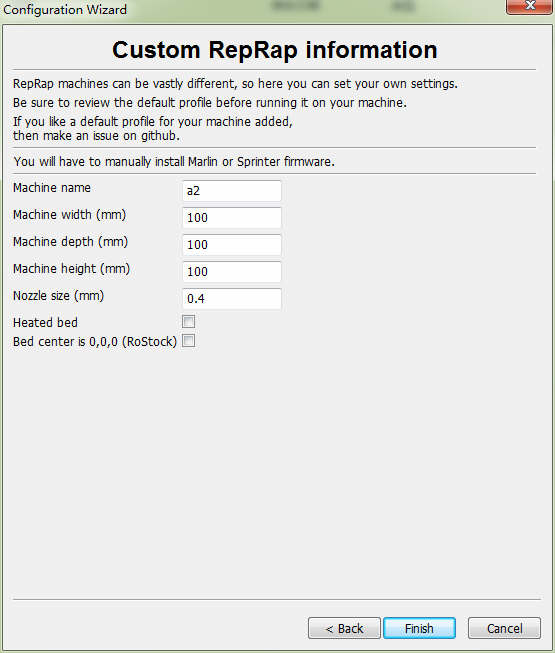 Configuration Wizard
Custom RepRap information
RepRap machines can be vastly different, so here you can set your own settings.
Be sure to review the default profile before running it on your machine.
If you like a default profile for your machine added,
then make an issue on github.
You will have to manually install Marlin or Sprinter firmware.
Machine name a2
Machine width (mm) 100
Machine depth (mm) 100
Machine height (mm) 100
Nozzle size (mm) 0.4
Heated bed
Bed center is 0,0,0 (RoStock)
< Back Finish Cancel